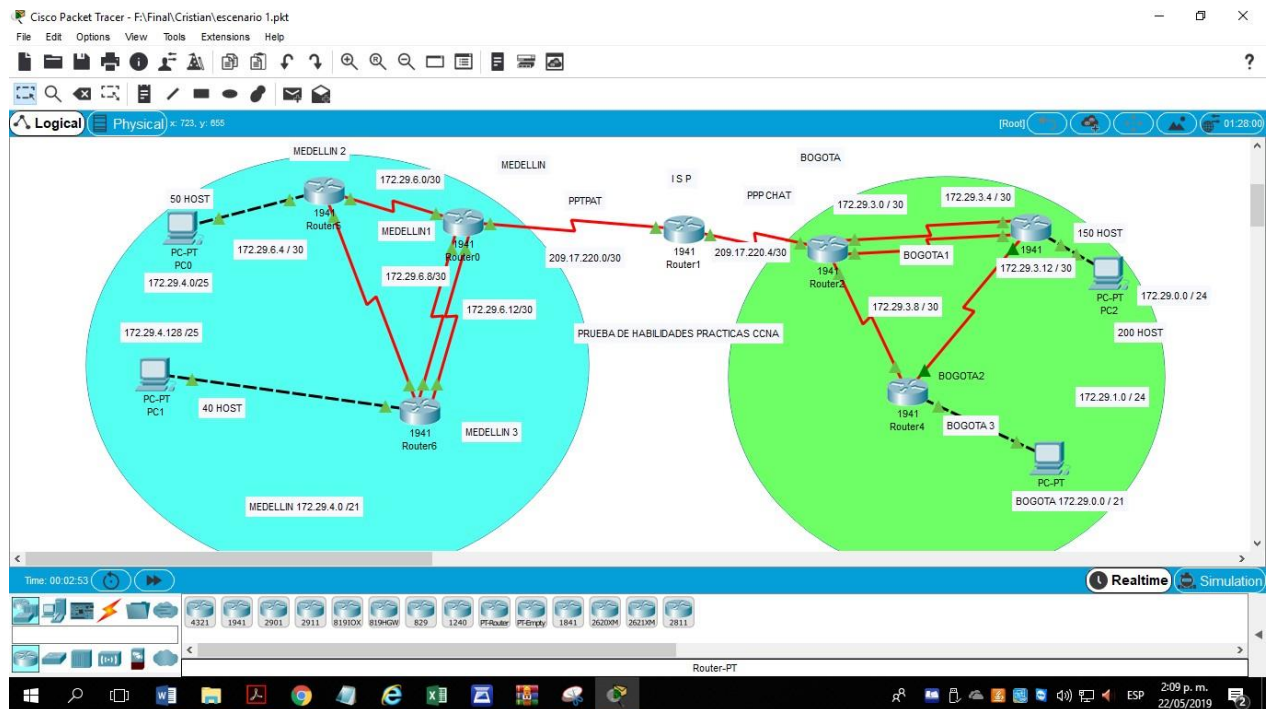 Cisco Packet Tracer - F:\Final\Cristian\escenario 1.pkt
File Edit Options View Tools Extensions Help
?
Logical Physical x: 723, y: 655 [Root] 01:28:00
MEDELLIN 2
MEDELLIN
BOGOTA
I S P
50 HOST
172.29.6.0/30
PPTPAT
PPP CHAT
172.29.3.0 / 30
172.29.3.4 / 30
1941
Router5
MEDELLIN1
1941
Router0
1941
Router1
150 HOST
1941
PC-PT
PC0
172.29.6.4 / 30
209.17.220.0/30
209.17.220.4/30
BOGOTA1
1941
Router2
172.29.3.12 / 30
172.29.4.0/25
172.29.6.8/30
PC-PT
PC2
172.29.0.0 / 24
172.29.6.12/30
172.29.3.8 / 30
172.29.4.128 /25
PRUEBA DE HABILIDADES PRACTICAS CCNA
200 HOST
BOGOTA2
PC-PT
PC1
40 HOST
172.29.1.0 / 24
1941
Router6
MEDELLIN 3
1941
Router4
BOGOTA 3
PC-PT
MEDELLIN 172.29.4.0 /21
BOGOTA 172.29.0.0 / 21
Time: 00:02:53 Realtime Simulation
4321 1941 2901 2911 819IOX 819HGW 829 1240 PT-Router PT-Empty 1841 2620XM 2621XM 2811
Router-PT
ESP
2:09 p. m.
22/05/2019